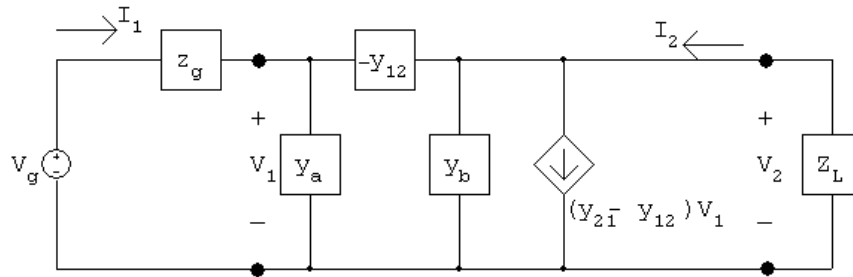 I1
I2
zg
-y12
+
+
+
Vg
-
V1
ya
yb
V2
ZL
(y21 - y12)V1
-
-